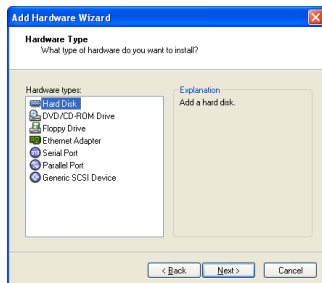 Add Hardware Wizard
Hardware Type
What type of hardware do you want to install?
Hardware types:
Hard Disk
DVD/CD-ROM Drive
Floppy Drive
Ethernet Adapter
Serial Port
Parallel Port
Generic SCSI Device
Explanation
Add a hard disk.
< Back
Next >
Cancel